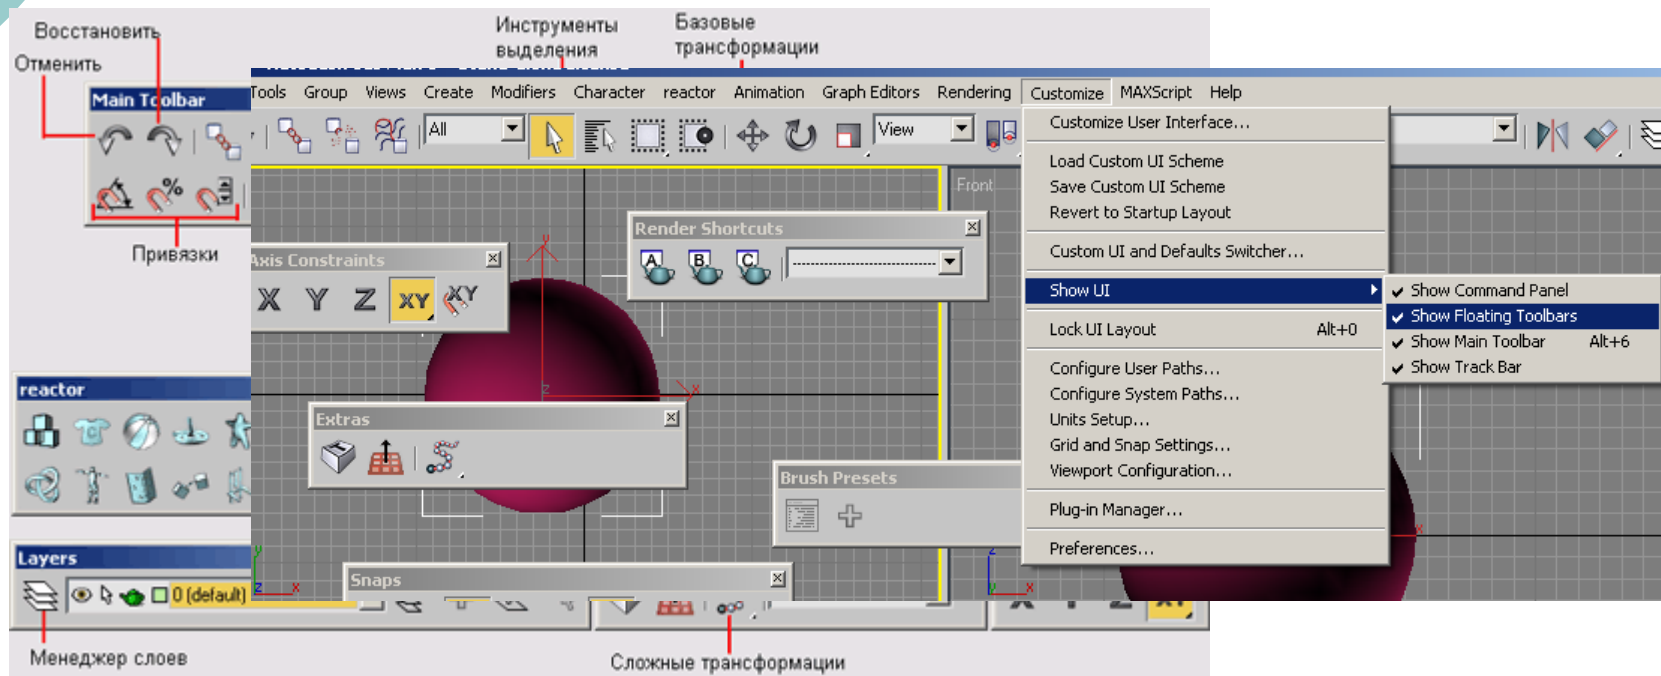 Восстановить
Отменить
Инструменты
выделения
Базовые
трансформации
Main Toolbar
Tools Group Views Create Modifiers Character reactor Animation Graph Editors Rendering Customize MAXScript Help
All
View
Customize User Interface...
Load Custom UI Scheme
Save Custom UI Scheme
Revert to Startup Layout
Custom UI and Defaults Switcher...
Show UI
Lock UI Layout Alt+0
Configure User Paths...
Configure System Paths...
Units Setup...
Grid and Snap Settings...
Viewport Configuration...
Plug-in Manager...
Preferences...
Show Command Panel
Show Floating Toolbars
Show Main Toolbar Alt+6
Show Track Bar
Front
Привязки
Axis Constraints
X Y Z XY XY
Render Shortcuts
A B C
y
x
z
reactor
Extras
Brush Presets
Layers
0 (default)
Snaps
y
z x
z
y x
x
Менеджер слоев
Сложные трансформации